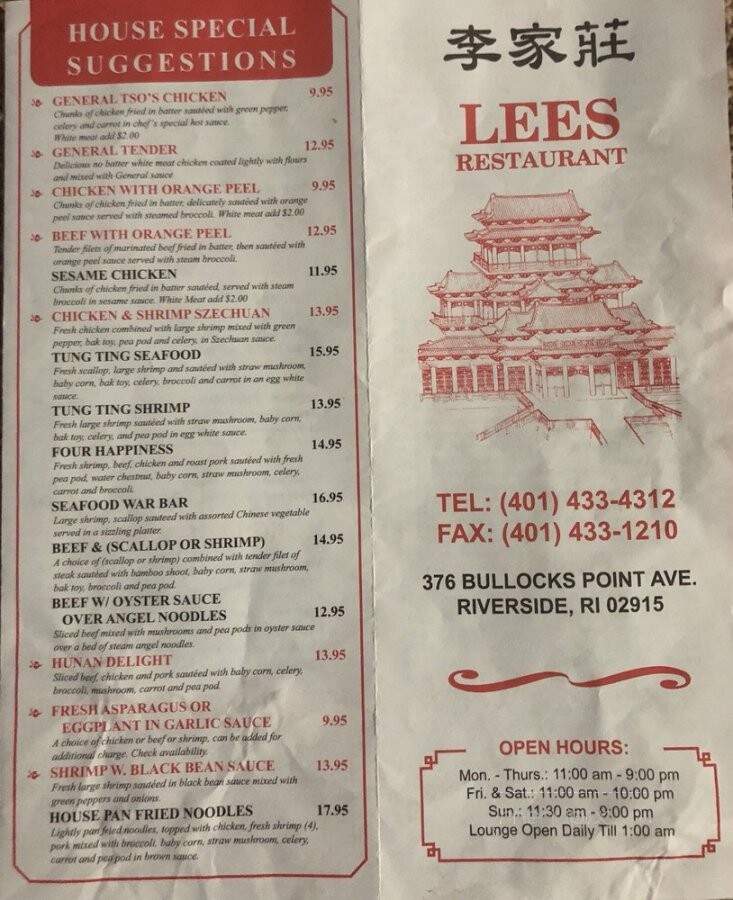 HOUSE SPECIAL
SUGGESTIONS
GENERAL TSO'S CHICKEN 9.95
Chunks of chicken fried in batter sautéed with green pepper,
celery and carrot in chef's special hot sauce.
White meat add $2.00
GENERAL TENDER 12.95
Delicious no batter white meat chicken coated lightly with flours
and mixed with General sauce
CHICKEN WITH ORANGE PEEL 9.95
Chunks of chicken fried in batter, delicately sautéed with orange
peel sauce served with steamed broccoli. White meat add $2.00
BEEF WITH ORANGE PEEL 12.95
Tender filets of marinated beef fried in batter, then sautéed with
orange peel sauce served with steam broccoli.
SESAME CHICKEN 11.95
Chunks of chicken fried in batter sautéed, served with steam
broccoli in sesame sauce. White Meat add $2.00
CHICKEN & SHRIMP SZECHUAN 13.95
Fresh chicken combined with large shrimp mixed with green
pepper, bak toy, pea pod and celery, in Szechuan sauce.
TUNG TING SEAFOOD 15.95
Fresh scallop, large shrimp and sautéed with straw mushroom,
baby corn, bak toy, celery, broccoli and carrot in an egg white
sauce.
TUNG TING SHRIMP 13.95
Fresh large shrimp sautéed with straw mushroom, baby corn,
bak toy, celery, and pea pod in egg white sauce.
FOUR HAPPINESS 14.95
Fresh shrimp, beef, chicken and roast pork sautéed with fresh
pea pod, water chestnut, baby corn, straw mushroom, celery,
carrot and broccoli.
SEAFOOD WAR BAR 16.95
Large shrimp, scallop sauteed with assorted Chinese vegetable
served in a sizzling platter.
BEEF & (SCALLOP OR SHRIMP) 14.95
A choice of (scallop or shrimp) combined with tender filet of
steak sautéed with bamboo shoot, baby corn, straw mushroom,
bak toy, broccoli and pea pod.
BEEF W/ OYSTER SAUCE
OVER ANGEL NOODLES 12.95
Sliced beef mixed with mushrooms and pea pods in oyster sauce
over a bed of steam angel noodles.
HUNAN DELIGHT 13.95
Sliced beef, chicken and pork sautéed with baby corn, celery,
broccoli, mushroom, carrot and pea pod.
FRESH ASPARAGUS OR
EGGPLANT IN GARLIC SAUCE 9.95
A choice of chicken or beef or shrimp, can be added for
additional charge. Check availability.
SHRIMP W. BLACK BEAN SAUCE 13.95
Fresh large shrimp sautéed in black bean sauce mixed with
green peppers and onions.
HOUSE PAN FRIED NOODLES 17.95
Lightly pan fried noodles, topped with chicken, fresh shrimp (4),
pork mixed with broccoli, baby corn, straw mushroom, celery,
carrot and pea pod in brown sauce.
李家莊
LEES
RESTAURANT
TEL: (401) 433-4312
FAX: (401) 433-1210
376 BULLOCKS POINT AVE.
RIVERSIDE, RI 02915
OPEN HOURS:
Mon. - Thurs.: 11:00 am - 9:00 pm
Fri. & Sat.: 11:00 am - 10:00 pm
Sun.: 11:30 am - 9:00 pm
Lounge Open Daily Till 1:00 am